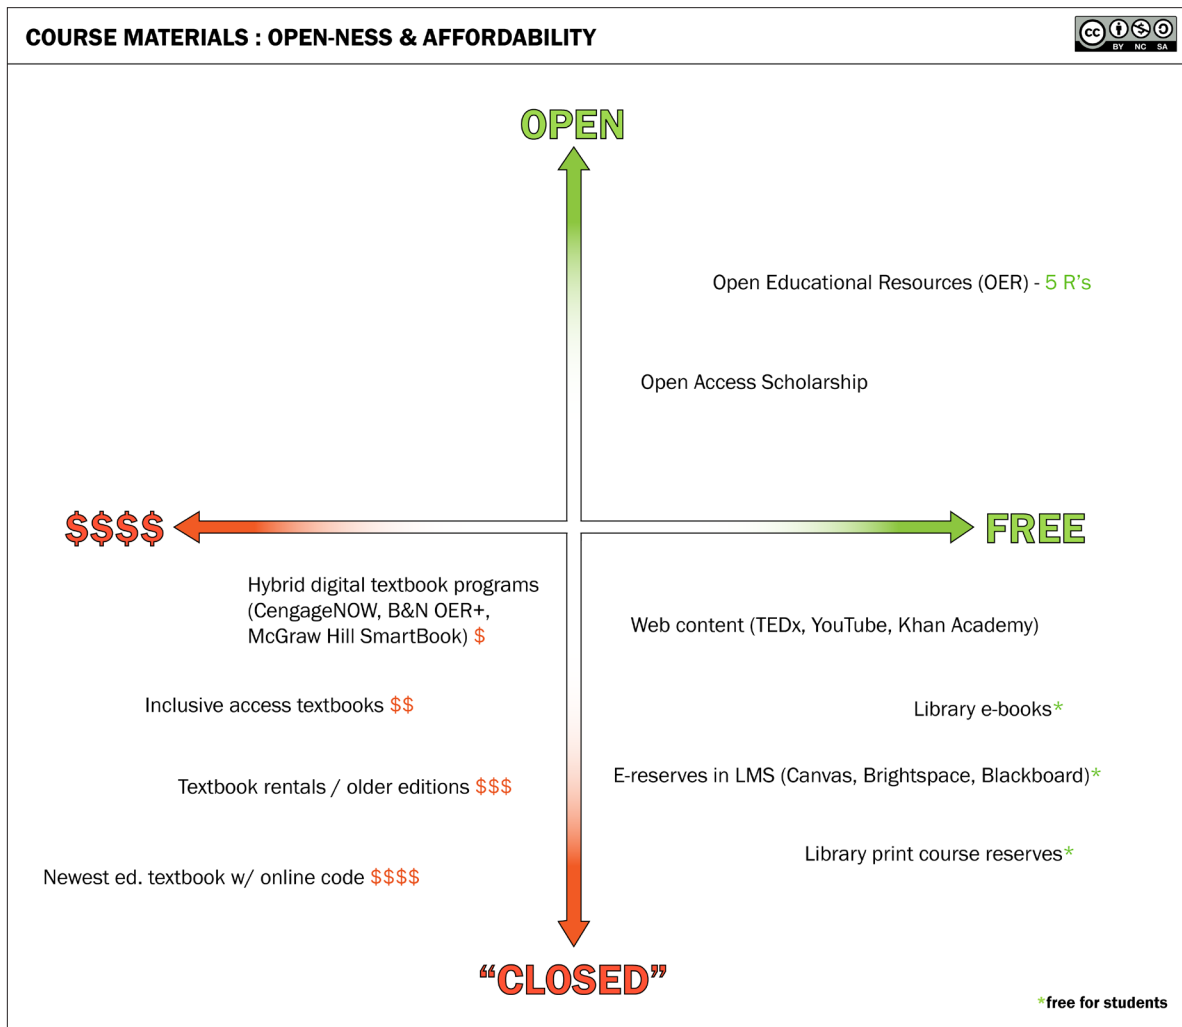 COURSE MATERIALS : OPEN-NESS & AFFORDABILITY
cc
BY NC SA
OPEN
Open Educational Resources (OER) - 5 R's
Open Access Scholarship
$$$$
FREE
Hybrid digital textbook programs
(CengageNOW, B&N OER+,
McGraw Hill SmartBook) $
Web content (TEDx, YouTube, Khan Academy)
Inclusive access textbooks $$
Library e-books*
E-reserves in LMS (Canvas, Brightspace, Blackboard)*
Textbook rentals / older editions $$$
Library print course reserves*
Newest ed. textbook w/ online code $$$$
“CLOSED”
*free for students